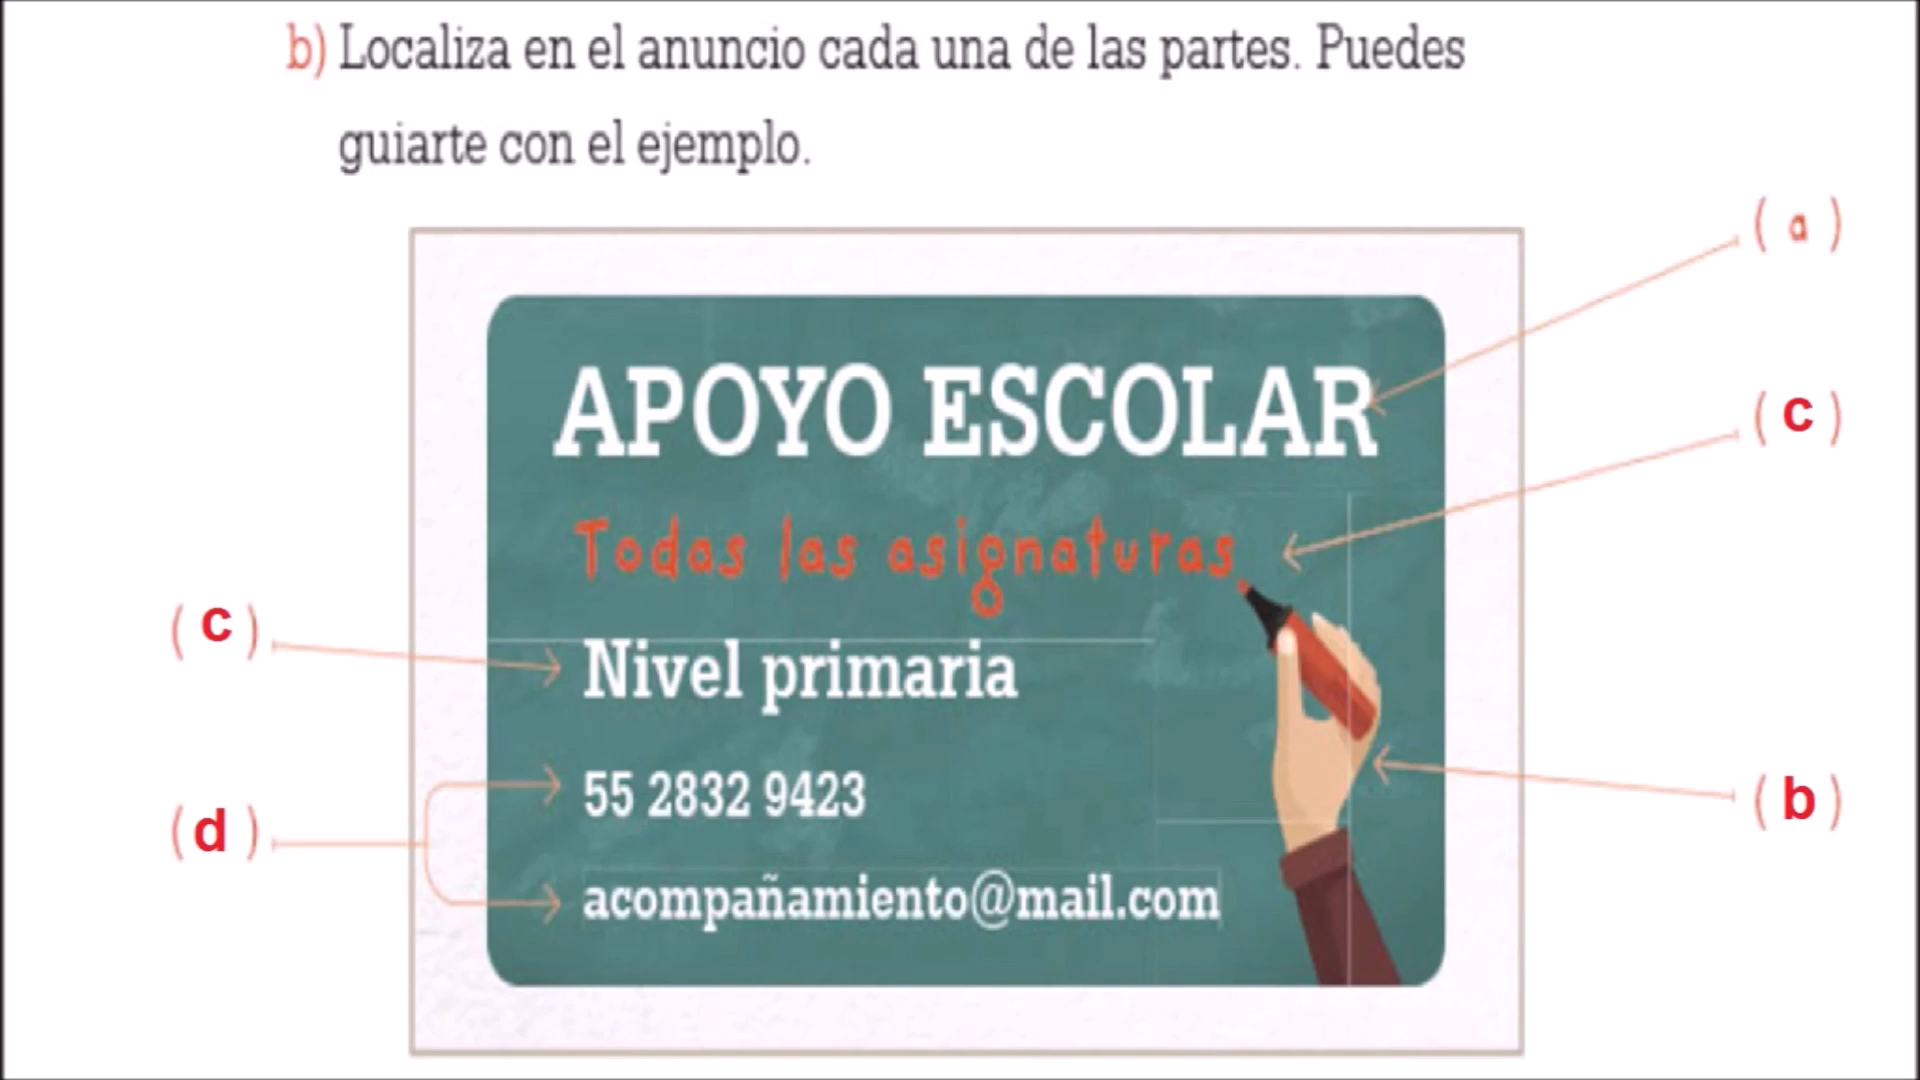 b) Localiza en el anuncio cada una de las partes. Puedes
guiarte con el ejemplo.
( a )
APOYO ESCOLAR
( c )
Todas las asignaturas.
( c )
Nivel primaria
55 2832 9423
( b )
( d )
acompañamiento@mail.com